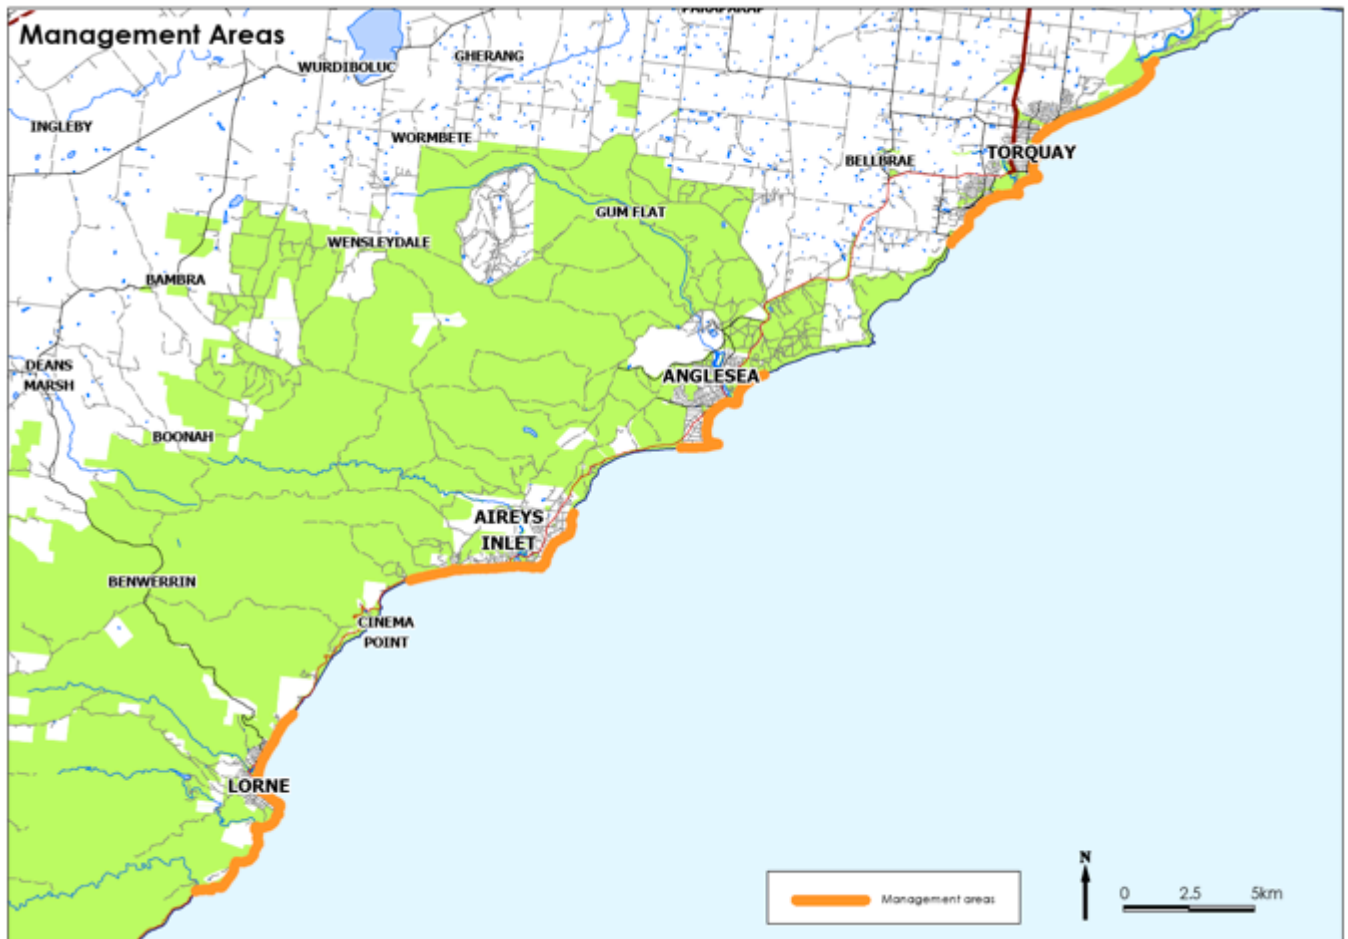 PARAPARAP
Management Areas
GHERANG
WURDIBOLUC
INGLEBY
WORMBETE
TORQUAY
BELLBRAE
GUM FLAT
WENSLEYDALE
BAMBRA
DEANS
MARSH
ANGLESEA
BOONAH
AIREYS
INLET
BENWERRIN
CINEMA
POINT
LORNE
N
Management areas
0 2.5 5km